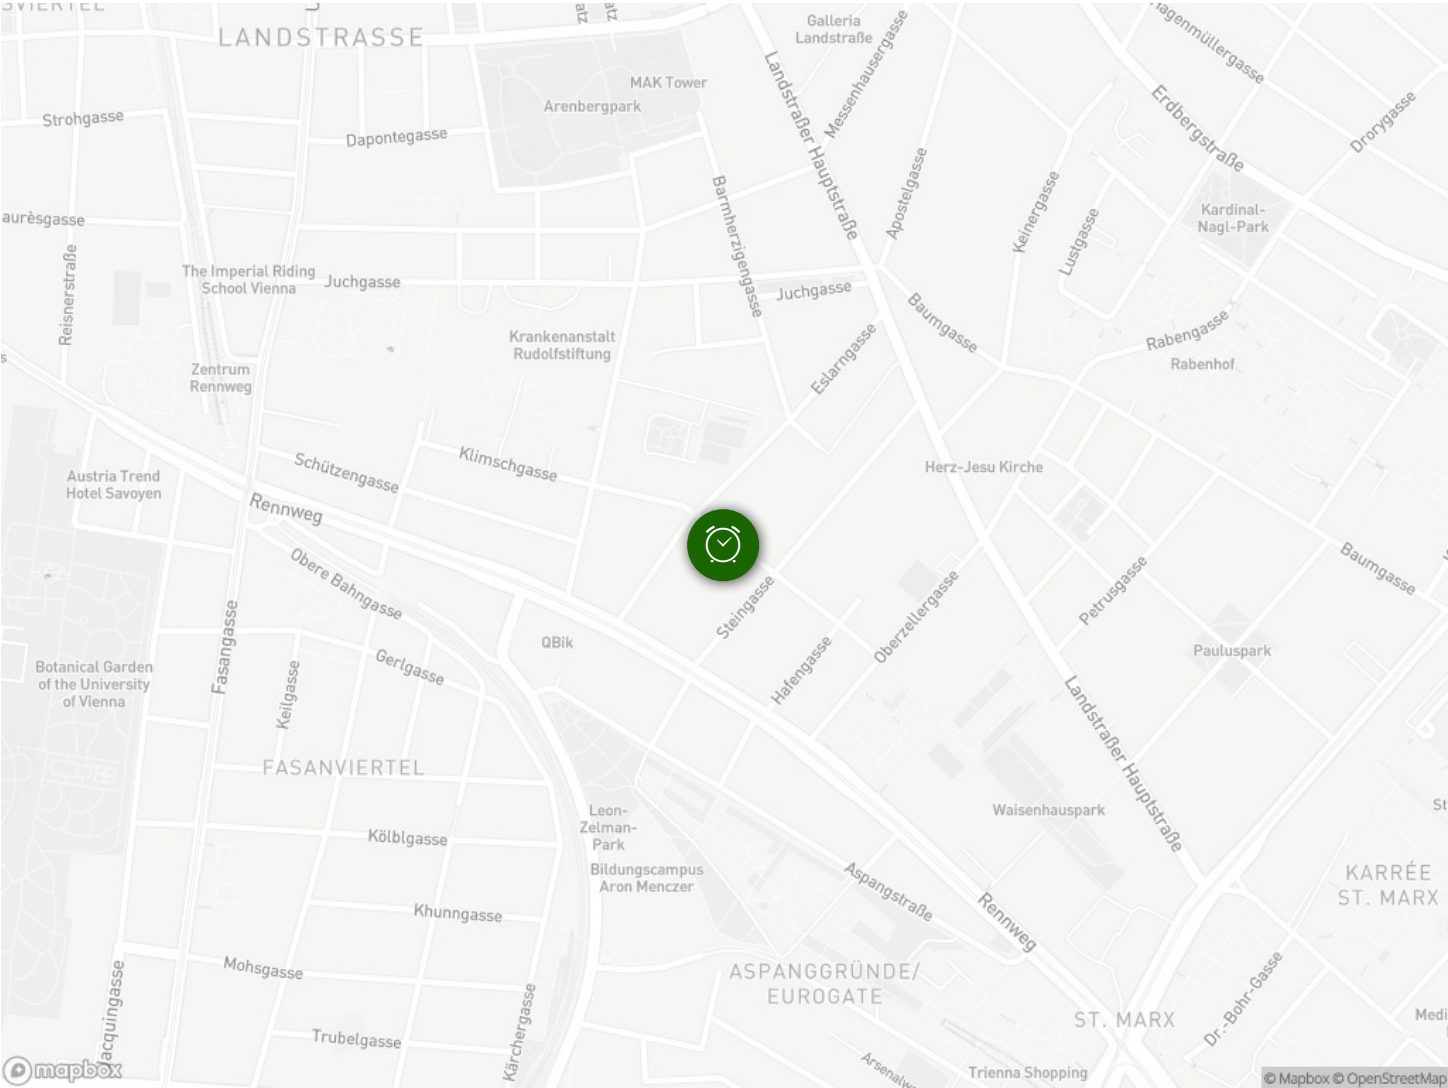 LANDSTRASSE
Galleria
Landstraße
Messenhausergasse
Hagenmüllergasse
MAK Tower
Arenbergpark
Strohgasse
Dapontegasse
Landstraßer Hauptstraße
Erdbergstraße
Drorygasse
Barmherzigengasse
Apostelgasse
Keinergasse
Lustgasse
Kardinal-
Nagl-Park
Reisnerstraße
The Imperial Riding
School Vienna
Juchgasse
Juchgasse
Baumgasse
Rabengasse
Rabenhof
Krankenanstalt
Rudolfstiftung
Eslarngasse
Zentrum
Rennweg
Austria Trend
Hotel Savoyen
Schützengasse
Klimschgasse
Herz-Jesu Kirche
Rennweg
Obere Bahngasse
Baumgasse
Petrusgasse
Steingasse
Oberzellergasse
Hafengasse
QBik
Pauluspark
Fasangasse
Keilgasse
Gerlgasse
Botanical Garden
of the University
of Vienna
Landstraßer Hauptstraße
FASANVIERTEL
Leon-
Zelman-
Park
Waisenhauspark
Kölblgasse
Bildungscampus
Aron Menczer
Aspangstraße
KARRÉE
ST. MARX
Khunngasse
Rennweg
Mohsgasse
ASPANGGRÜNDE/
EUROGATE
Dr.-Bohr-Gasse
Jacquingasse
Kärchergasse
ST. MARX
Trubelgasse
Trienna Shopping
mapbox
© Mapbox © OpenStreetMap